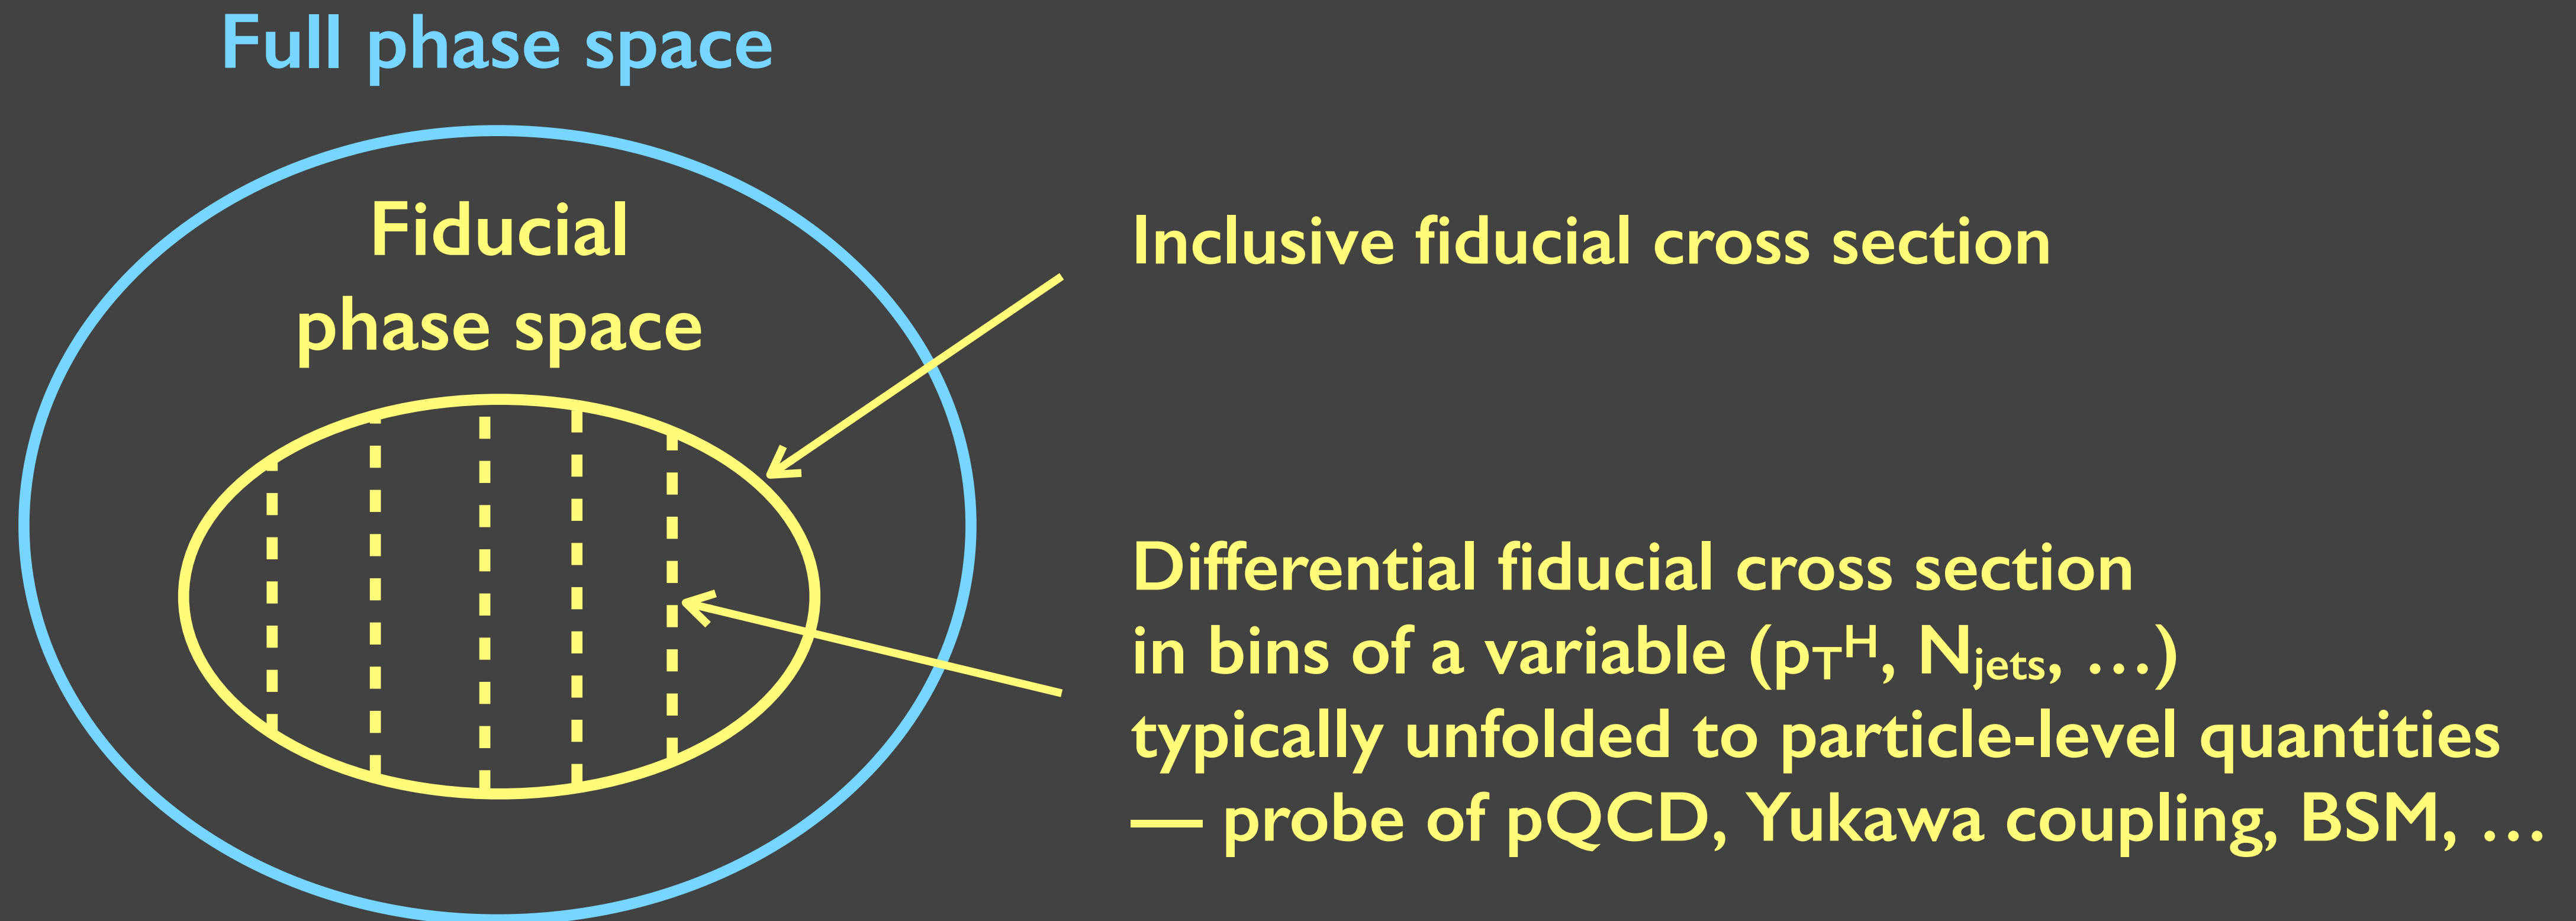 Full phase space
Fiducial
phase space
Inclusive fiducial cross section
Differential fiducial cross section
in bins of a variable (pTH, Njets, …)
typically unfolded to particle-level quantities
— probe of pQCD, Yukawa coupling, BSM, …